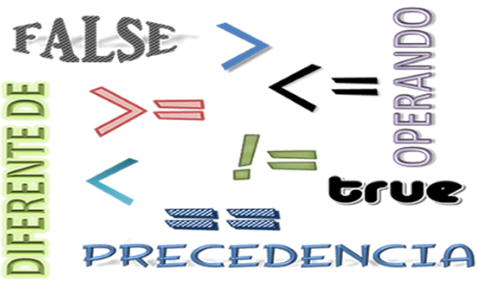 FALSE
>
<=
OPERANDO
DIFERENTE DE
>=
!=
<
true
==
PRECEDENCIA